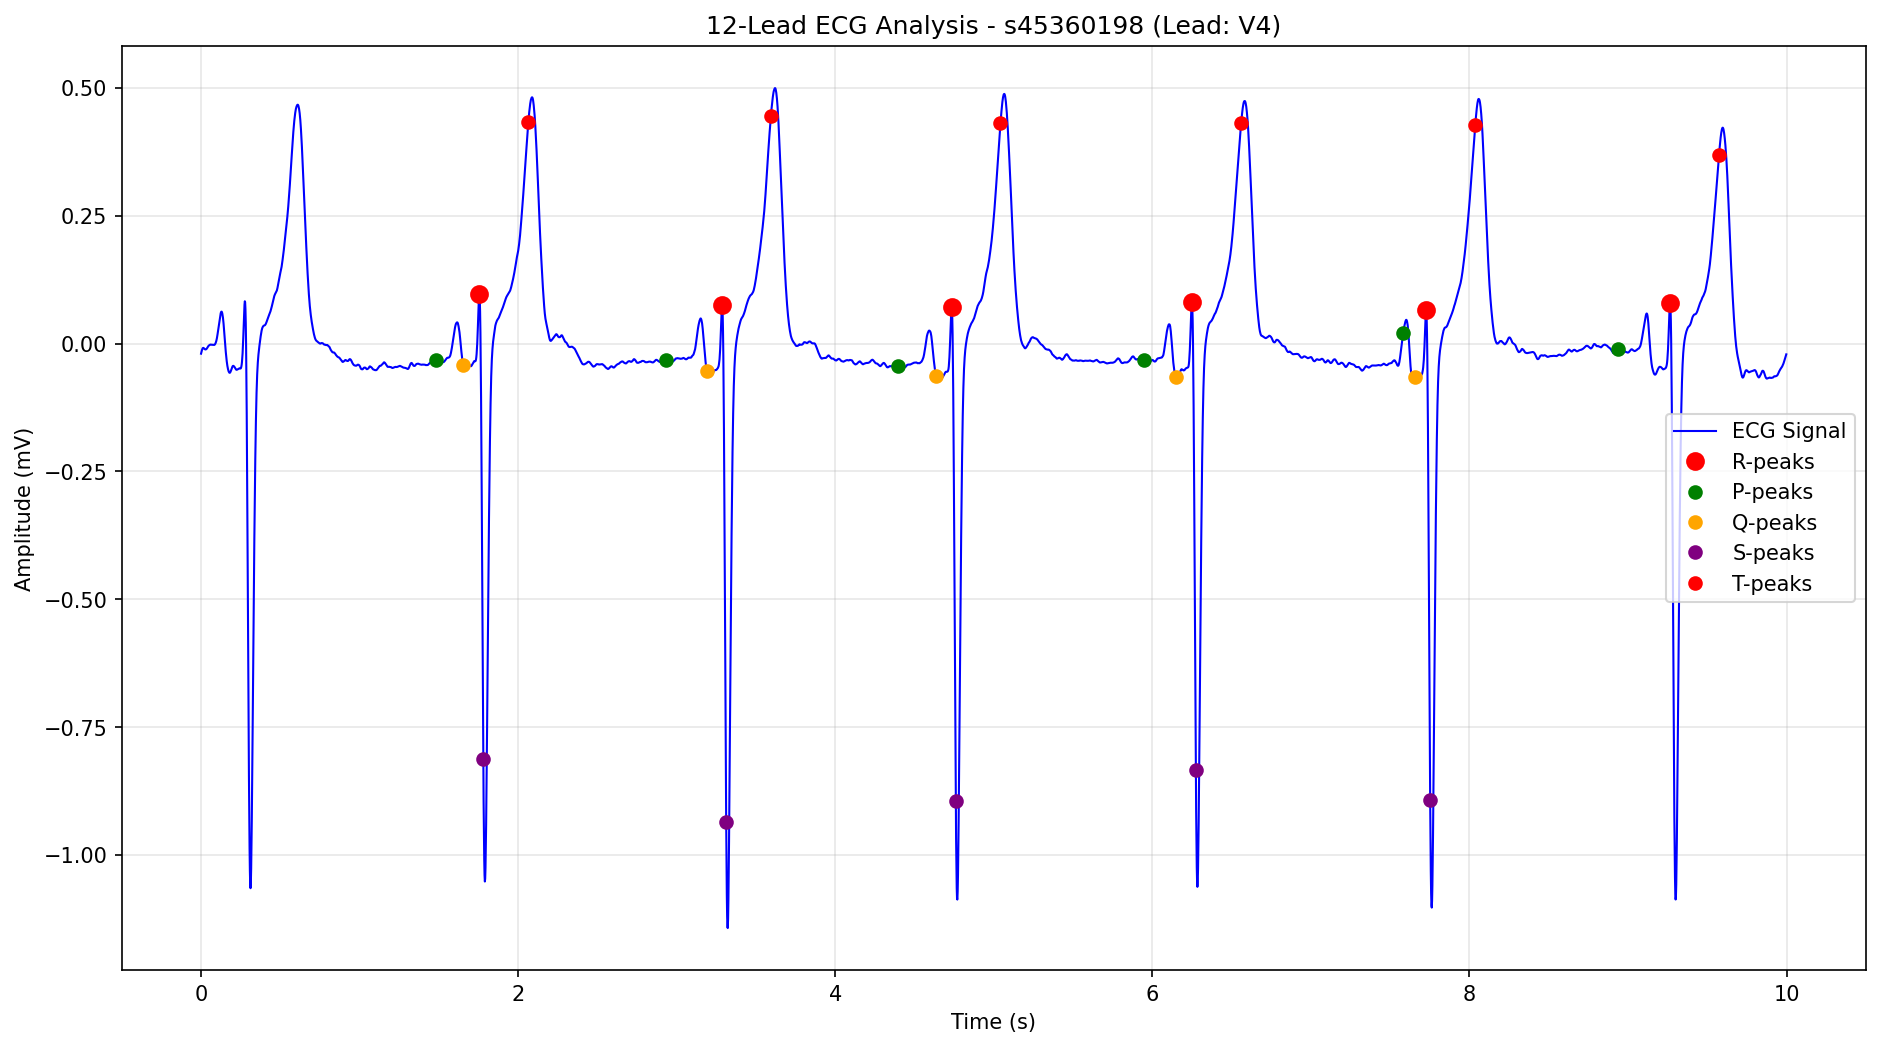 12-Lead ECG Analysis - s45360198 (Lead: V4)
Amplitude (mV)
0.50
0.25
0.00
−0.25
−0.50
−0.75
−1.00
ECG Signal
R-peaks
P-peaks
Q-peaks
S-peaks
T-peaks
0 2 4 6 8 10
Time (s)